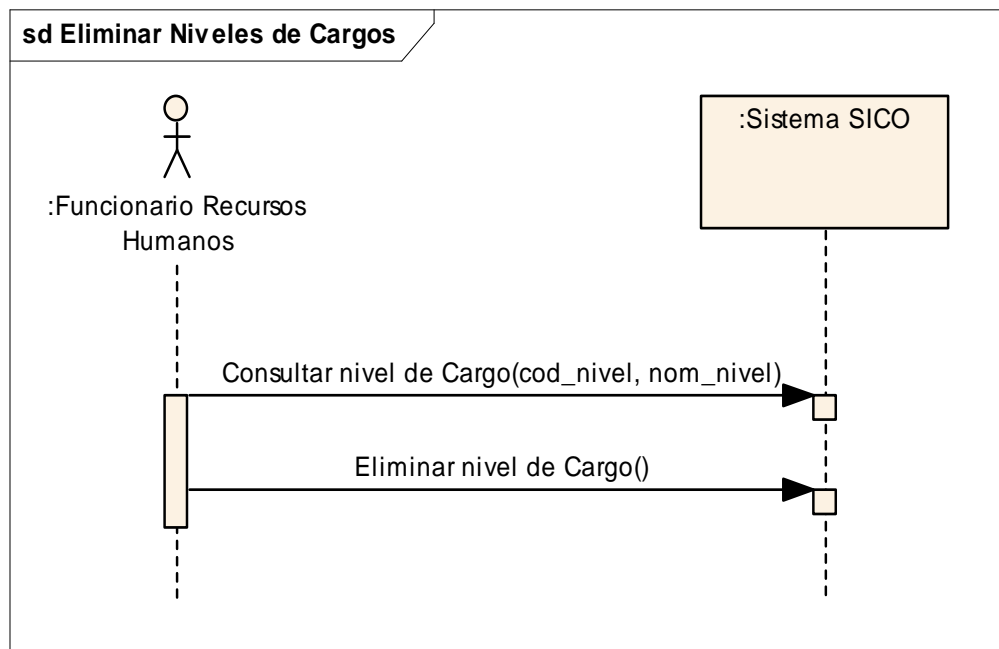 sd Eliminar Niveles de Cargos
:Sistema SICO
:Funcionario Recursos
Humanos
Consultar nivel de Cargo(cod_nivel, nom_nivel)
Eliminar nivel de Cargo()